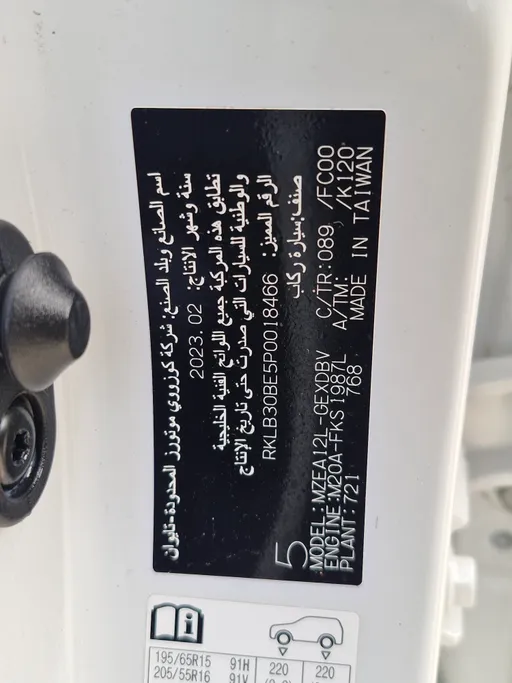 اسم الصانع وبلد الصنع: شركة كوزوري موتورز المحدودة-تايوان
سنة وشهر الانتاج: 2023.02
تطابق هذه المركبة جميع اللوائح الفنية الخليجية
والوطنية للسيارات التي صدرت حتى تاريخ الإنتاج
الرقم المميز: RKLB30BE5P0018466
صنف: سيارة ركاب
5
MODEL:MZEA12L-GEXDBV C/TR:089 /FC00
ENGINE:M20A-FKS 1987L A/TM: /K120
PLANT:721 768 MADE IN TAIWAN
i
195/65R15 91H 220 220
205/55R16 91V